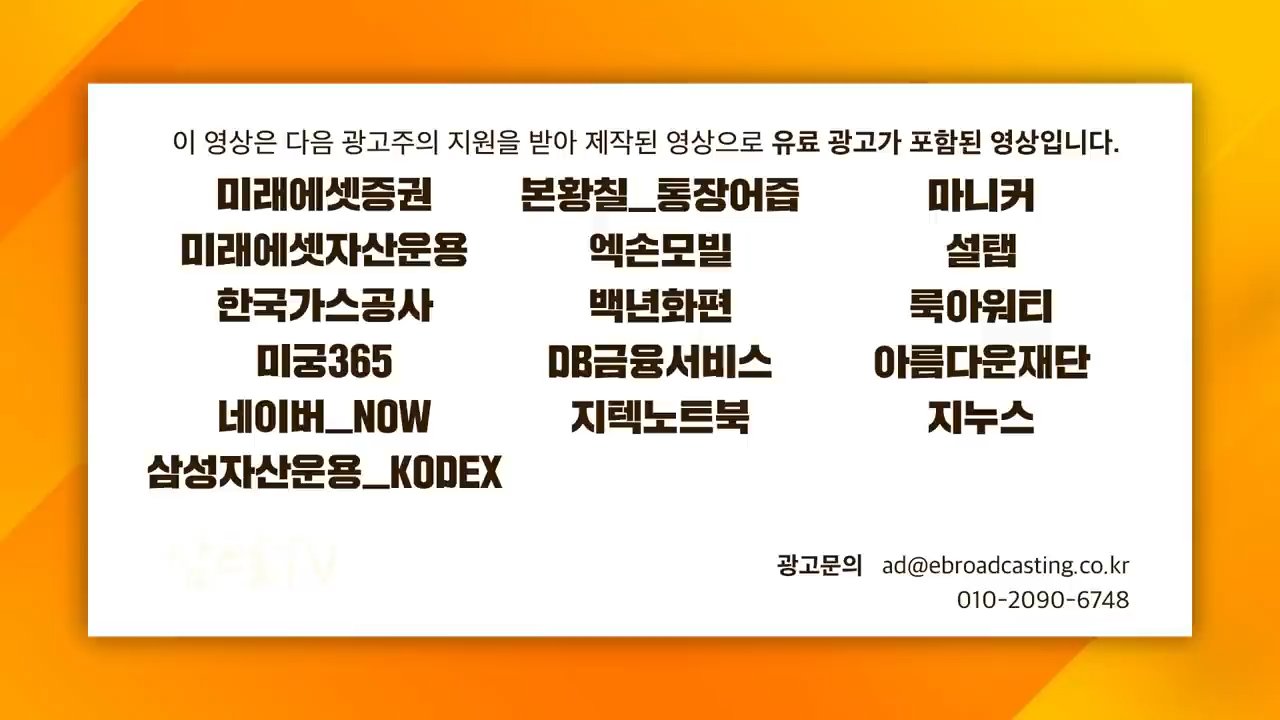 이 영상은 다음 광고주의 지원을 받아 제작된 영상으로 유료 광고가 포함된 영상입니다.
미래에셋증권 본황칠_통장어즙 마니커
미래에셋자산운용 엑손모빌 설탭
한국가스공사 백년화편 룩아워티
미궁365 DB금융서비스 아름다운재단
네이버_NOW 지텍노트북 지누스
삼성자산운용_KODEX
광고문의 ad@ebroadcasting.co.kr
010-2090-6748